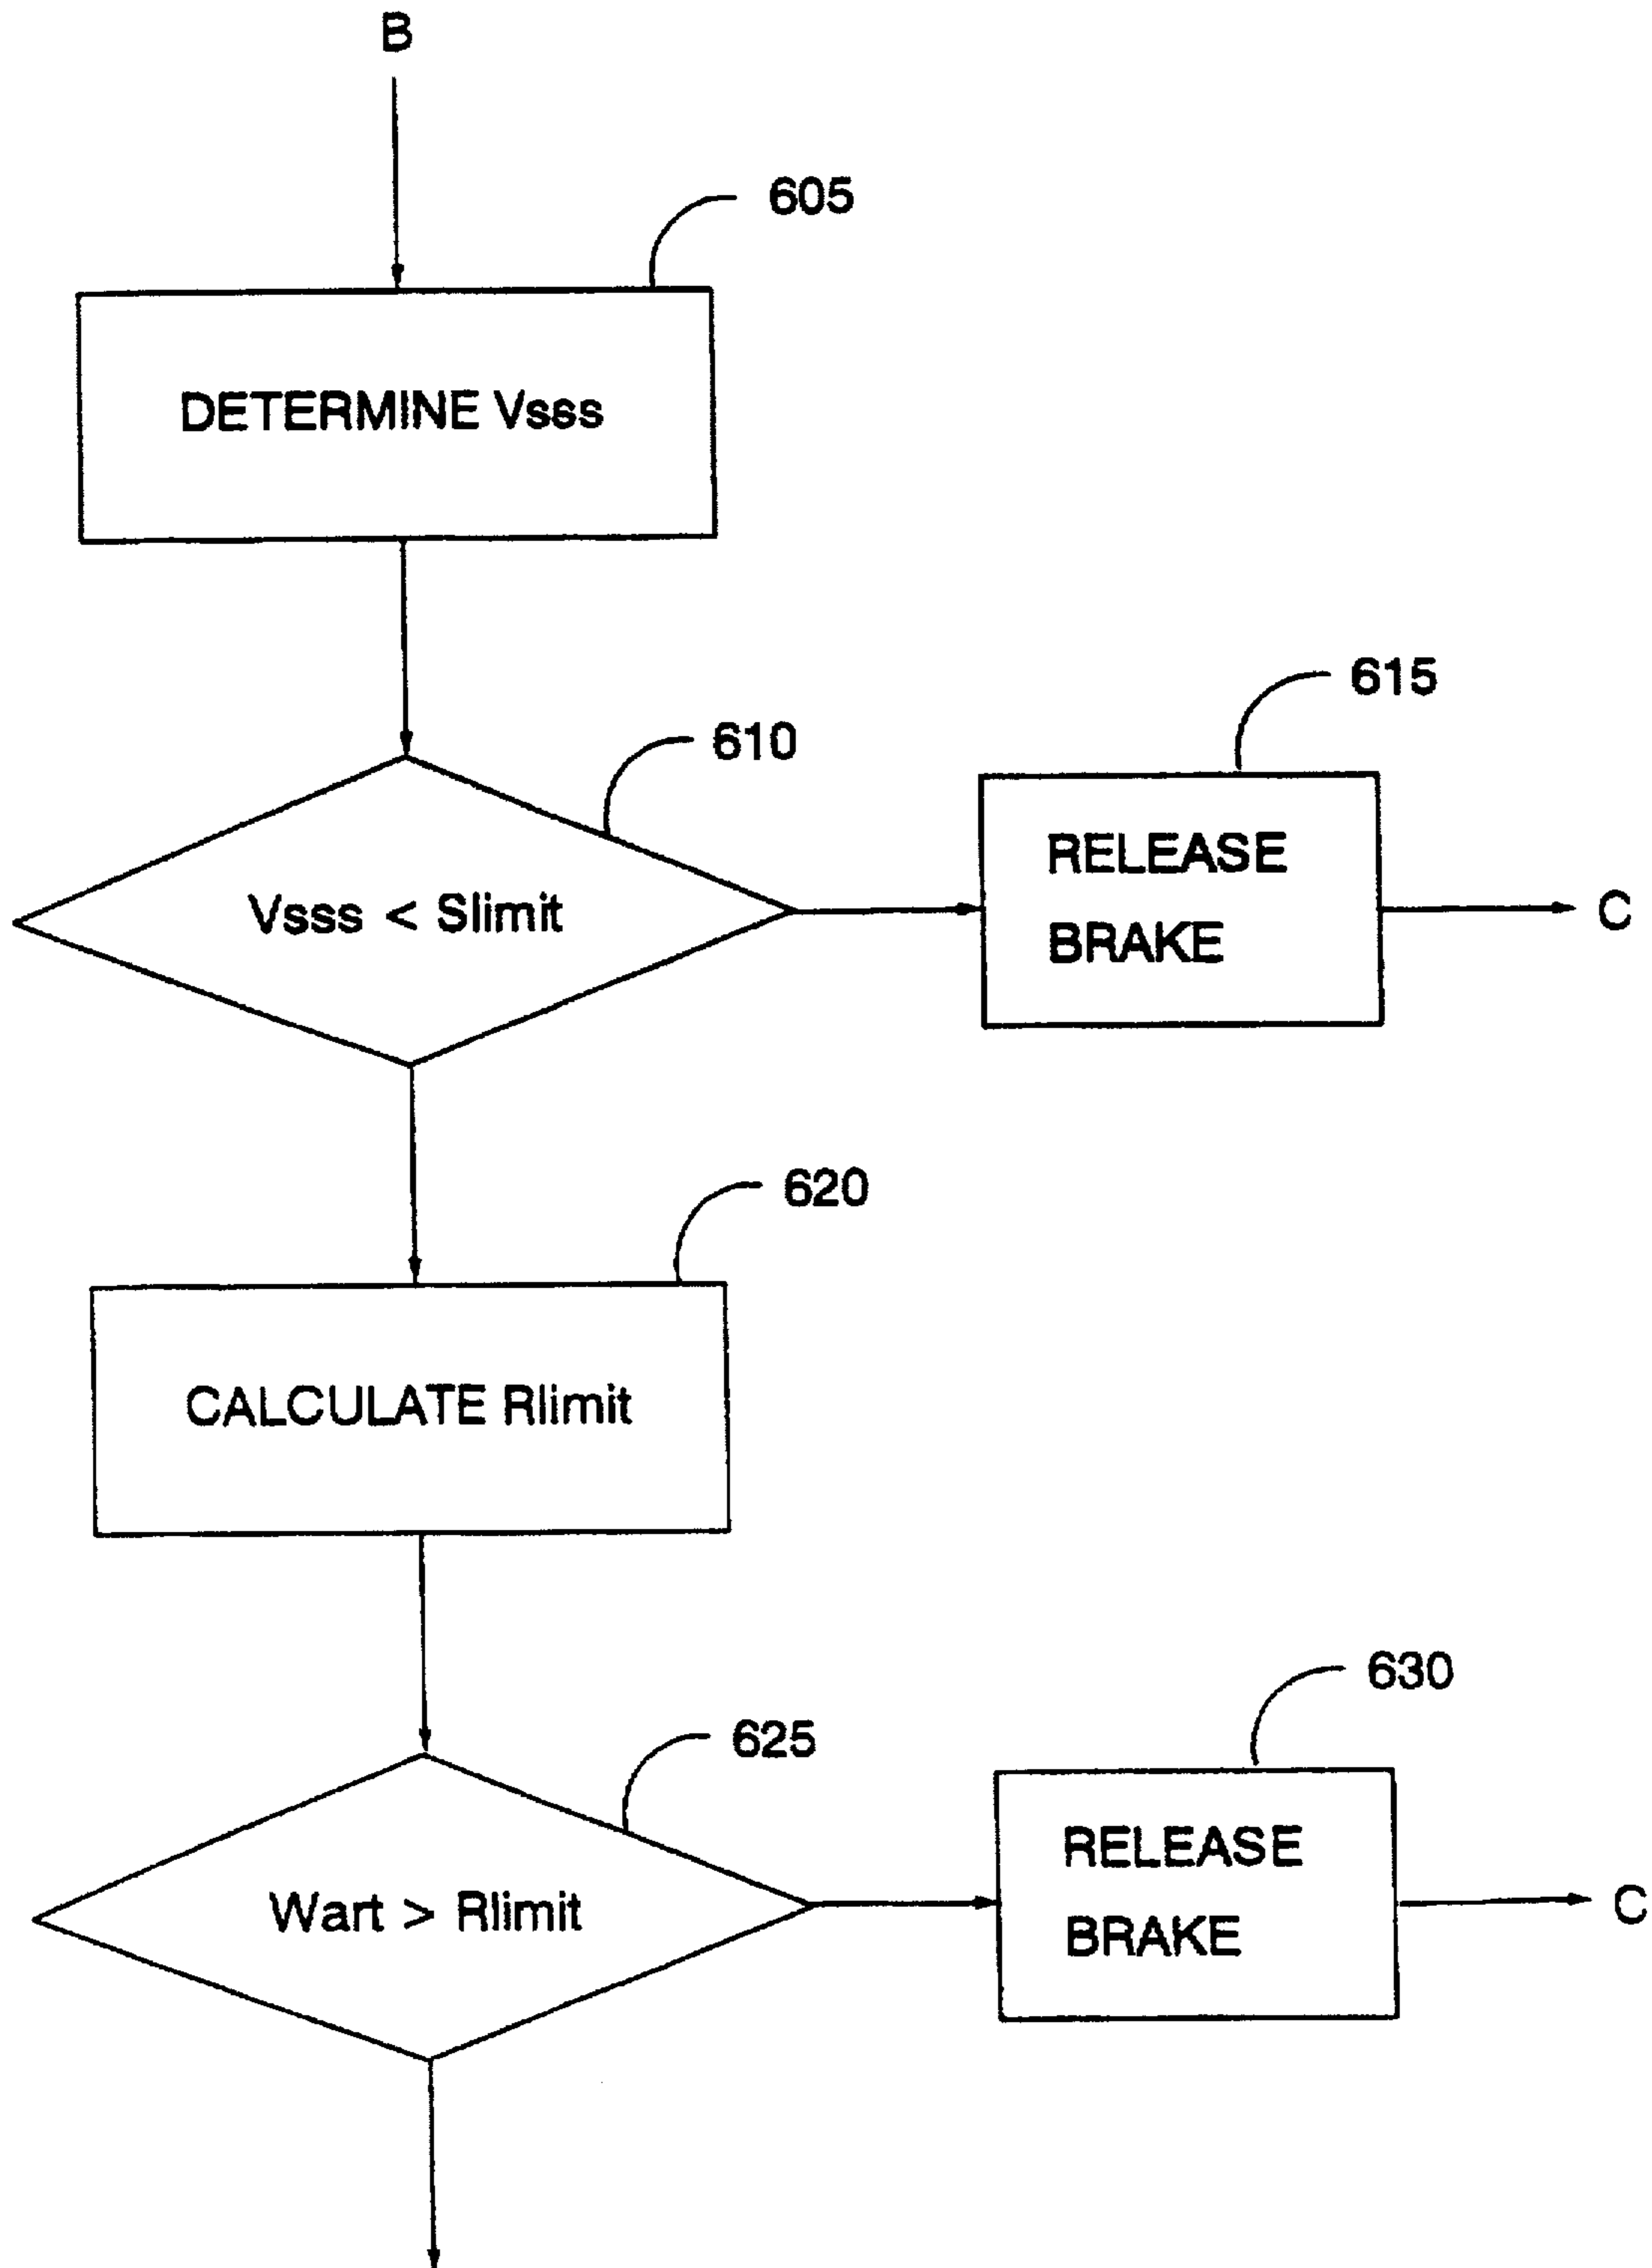 B
605
DETERMINE Vsss
615
610
Vsss < Slimit
RELEASE
BRAKE
C
620
CALCULATE Rlimit
630
625
Wart > Rlimit
RELEASE
BRAKE
C